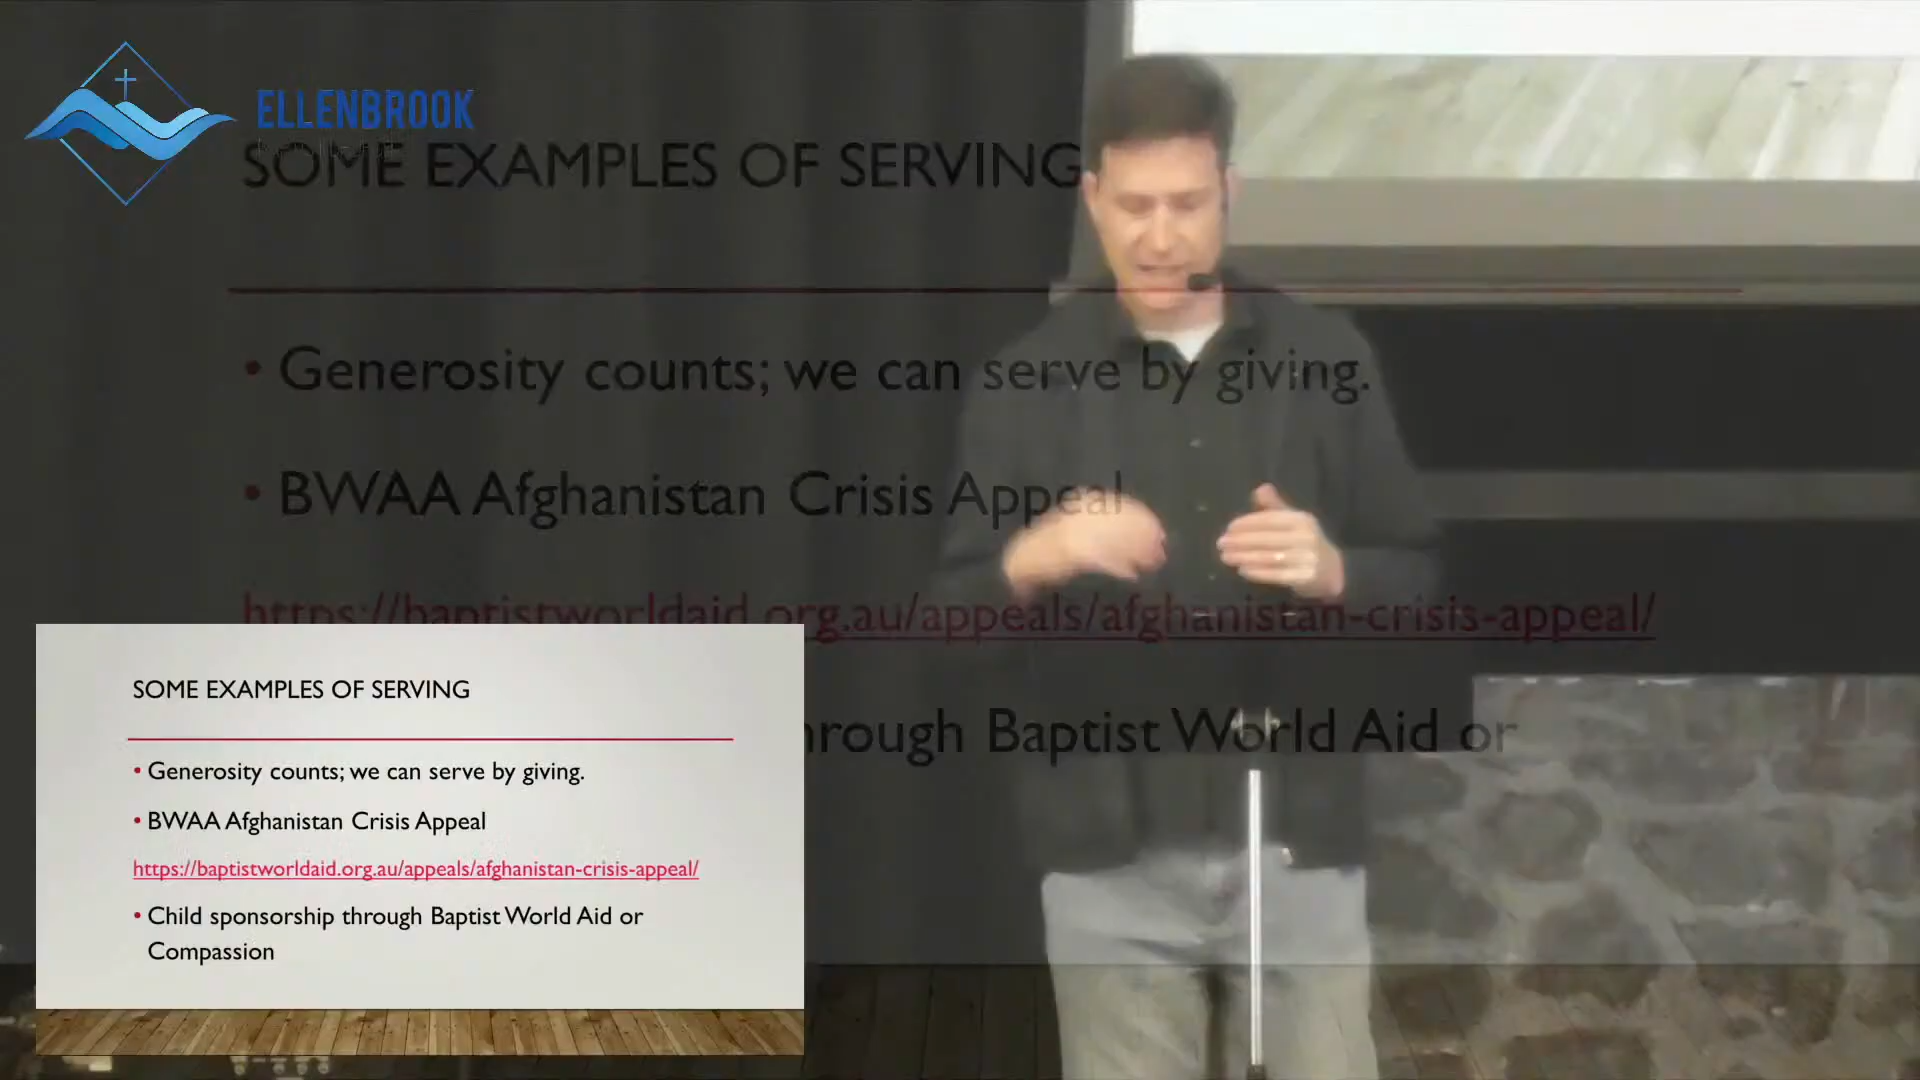 ELLENBROOK
SOME EXAMPLES OF SERVING
• Generosity counts; we can serve by giving.
• BWAA Afghanistan Crisis Appeal
https://baptistworldaid.org.au/appeals/afghanistan-crisis-appeal/
through Baptist World Aid or
SOME EXAMPLES OF SERVING
• Generosity counts; we can serve by giving.
• BWAA Afghanistan Crisis Appeal
https://baptistworldaid.org.au/appeals/afghanistan-crisis-appeal/
• Child sponsorship through Baptist World Aid or
Compassion